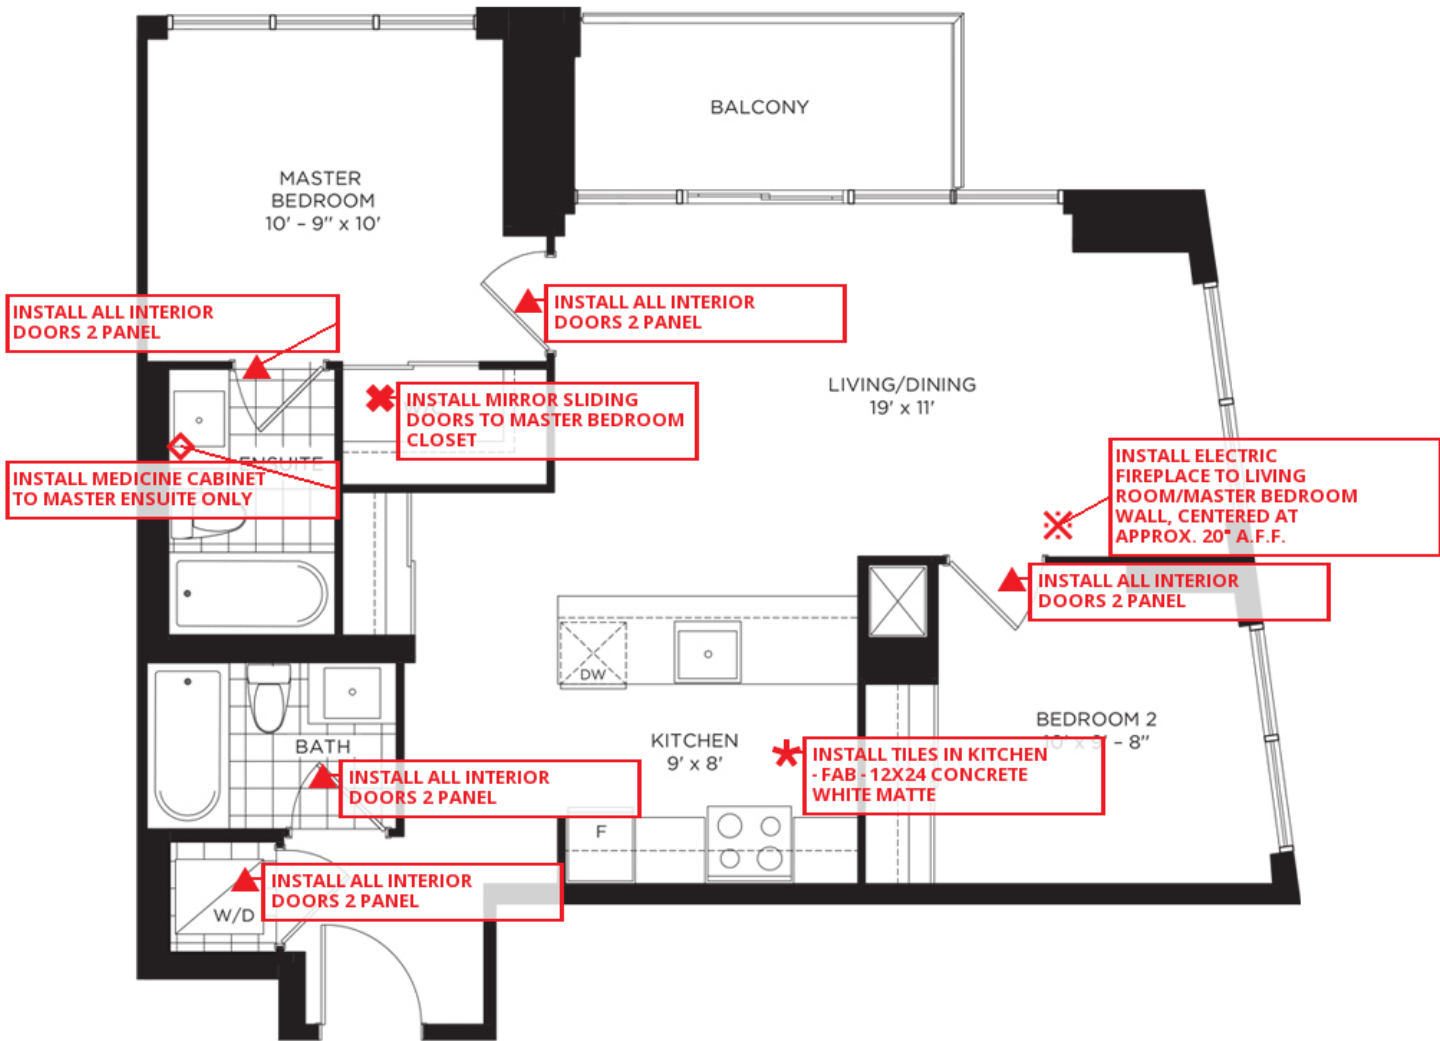 BALCONY
MASTER
BEDROOM
10' - 9" x 10'
INSTALL ALL INTERIOR
DOORS 2 PANEL
INSTALL ALL INTERIOR
DOORS 2 PANEL
LIVING/DINING
19' x 11'
INSTALL MIRROR SLIDING
DOORS TO MASTER BEDROOM
CLOSET
ENSUITE
INSTALL MEDICINE CABINET
TO MASTER ENSUITE ONLY
INSTALL ELECTRIC
FIREPLACE TO LIVING
ROOM/MASTER BEDROOM
WALL, CENTERED AT
APPROX. 20" A.F.F.
INSTALL ALL INTERIOR
DOORS 2 PANEL
DW
BEDROOM 2
10' x 9' - 8"
KITCHEN
9' x 8'
BATH
INSTALL TILES IN KITCHEN
- FAB - 12X24 CONCRETE
WHITE MATTE
INSTALL ALL INTERIOR
DOORS 2 PANEL
F
INSTALL ALL INTERIOR
DOORS 2 PANEL
W/D